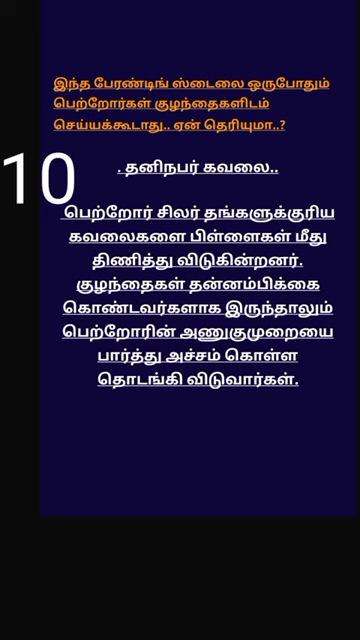 இந்த பேரண்டிங் ஸ்டைலை ஒருபோதும்
பெற்றோர்கள் குழந்தைகளிடம்
செய்யக்கூடாது.. ஏன் தெரியுமா..?
10
. தனிநபர் கவலை..
பெற்றோர் சிலர் தங்களுக்குரிய
கவலைகளை பிள்ளைகள் மீது
திணித்து விடுகின்றனர்.
குழந்தைகள் தன்னம்பிக்கை
கொண்டவர்களாக இருந்தாலும்
பெற்றோரின் அணுகுமுறையை
பார்த்து அச்சம் கொள்ள
தொடங்கி விடுவார்கள்.